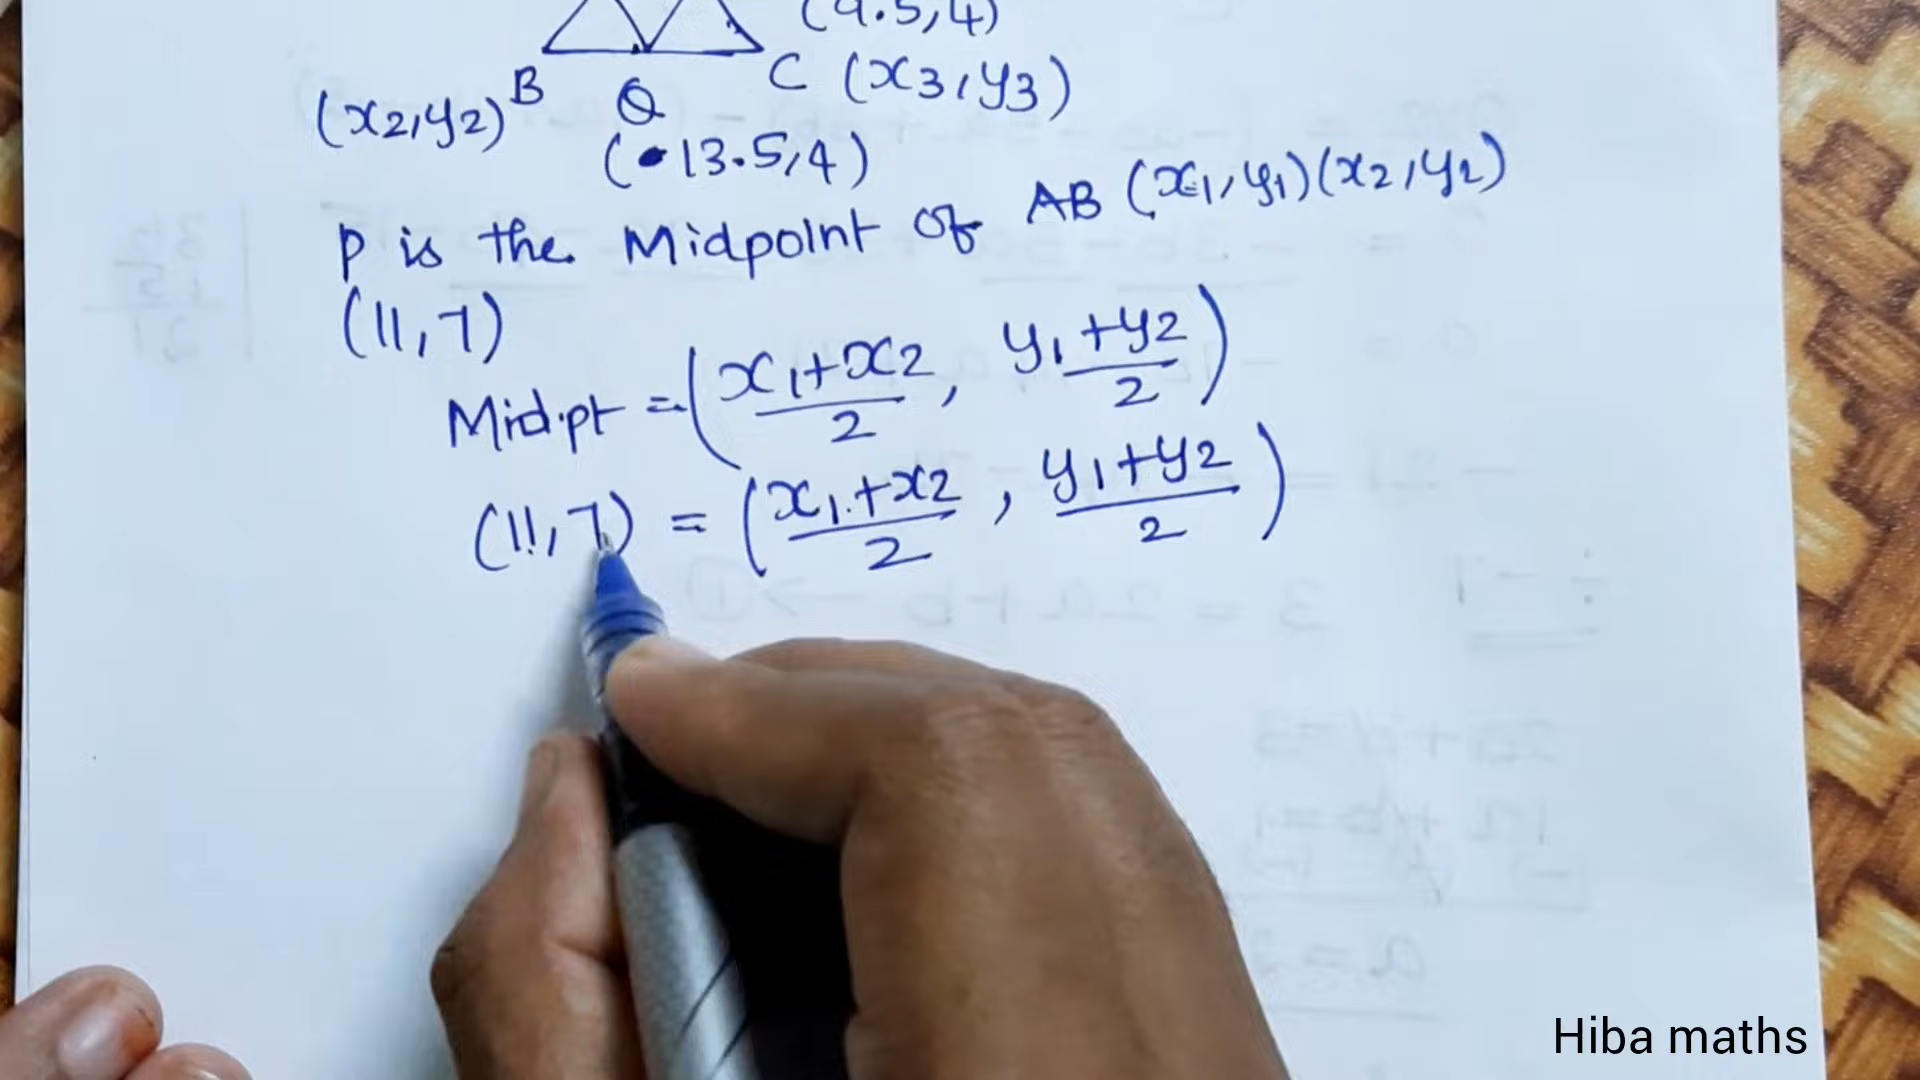 (9.5,4)
B C (x3,y3)
(x2,y2) Q
(13.5,4)
P is the Midpoint of AB (x1,y1)(x2,y2)
(11,7)
Mid.pt = (x1+x2/2, y1+y2/2)
(11,7) = (x1+x2/2, y1+y2/2)
Hiba maths